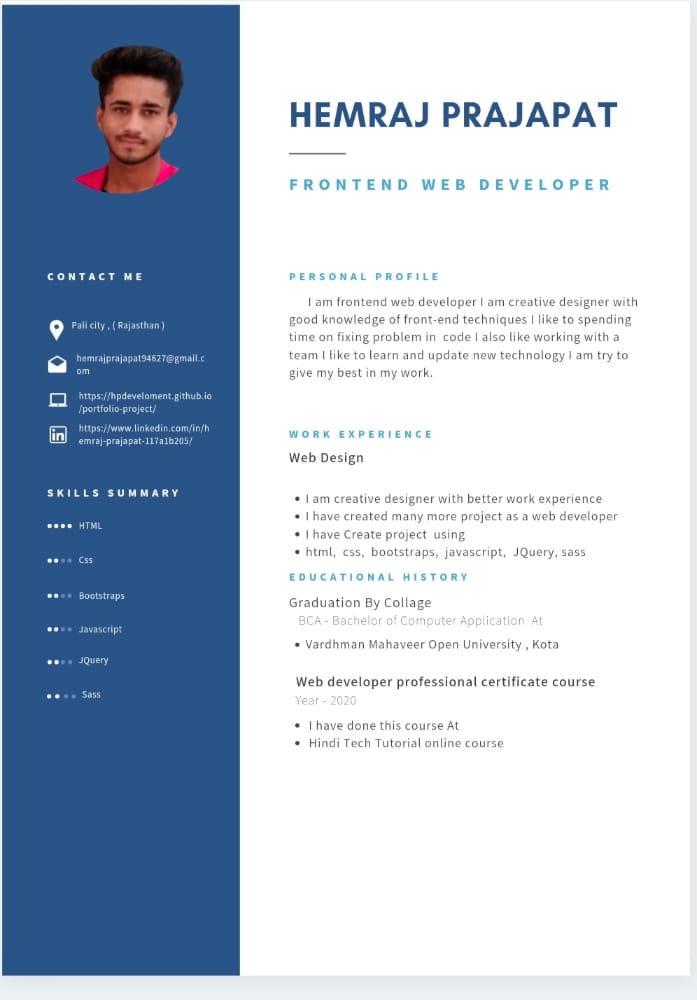 HEMRAJ PRAJAPAT
FRONTEND WEB DEVELOPER
CONTACT ME
Pali city , ( Rajasthan )
hemrajprajapat94627@gmail.c
om
https://hpdeveloment.github.io
/portfolio-project/
https://www.linkedin.com/in/h
emraj-prajapat-117a1b205/
SKILLS SUMMARY
HTML
Css
Bootstraps
Javascript
JQuery
Sass
PERSONAL PROFILE
I am frontend web developer I am creative designer with
good knowledge of front-end techniques I like to spending
time on fixing problem in code I also like working with a
team I like to learn and update new technology I am try to
give my best in my work.
WORK EXPERIENCE
Web Design
• I am creative designer with better work experience
• I have created many more project as a web developer
• I have Create project using
• html, css, bootstraps, javascript, JQuery, sass
EDUCATIONAL HISTORY
Graduation By Collage
BCA - Bachelor of Computer Application At
• Vardhman Mahaveer Open University , Kota
Web developer professional certificate course
Year - 2020
• I have done this course At
• Hindi Tech Tutorial online course